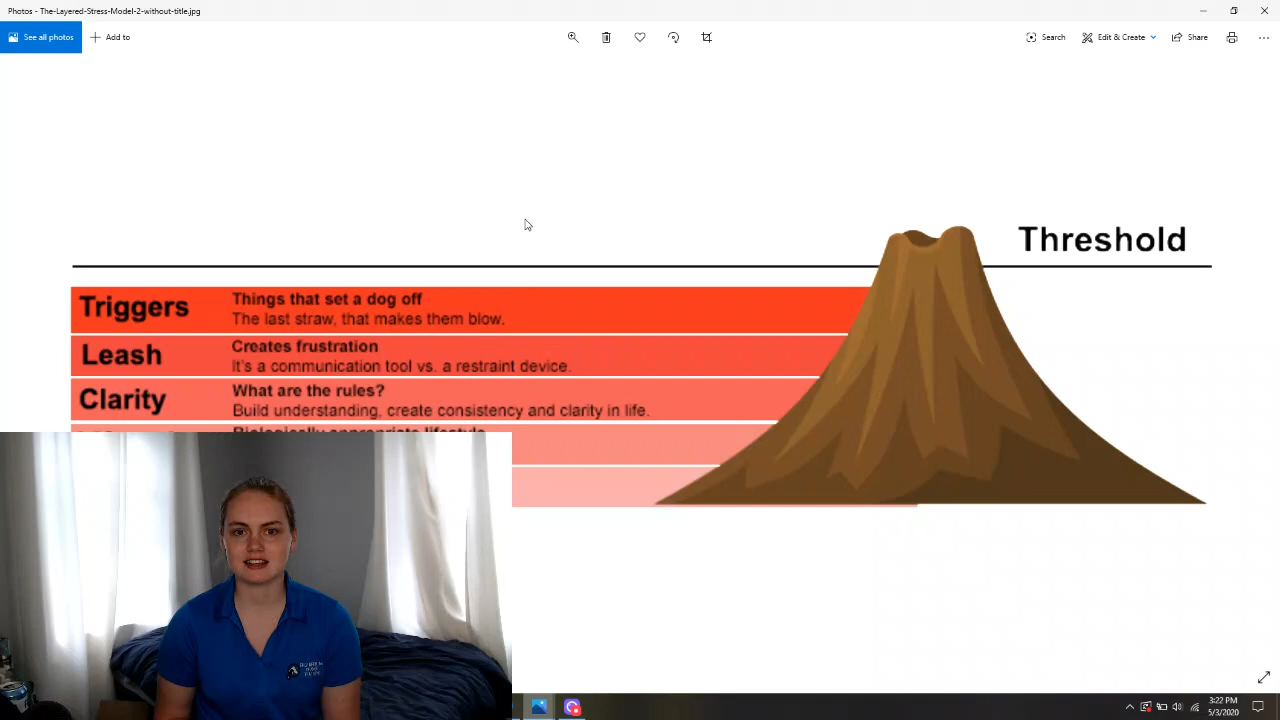 Photos - The-Layered-Stress-Model-2-without-title.jpg
See all photos
Add to
Search
Edit & Create
Share
Threshold
Triggers
Things that set a dog off
The last straw, that makes them blow.
Leash
Creates frustration
It's a communication tool vs. a restraint device.
Clarity
What are the rules?
Build understanding, create consistency and clarity in life.
Biologically appropriate lifestyle
3:22 PM
5/3/2020